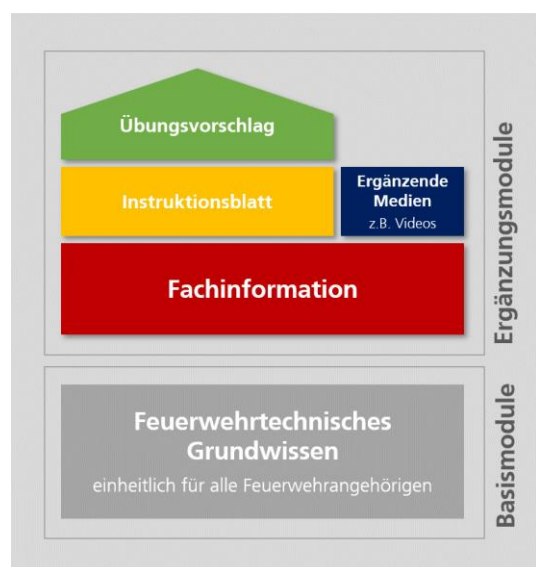 Übungsvorschlag
Instruktionsblatt
Ergänzende
Medien
z.B. Videos
Fachinformation
Ergänzungsmodule
Feuerwehrtechnisches
Grundwissen
einheitlich für alle Feuerwehrangehörigen
Basismodule